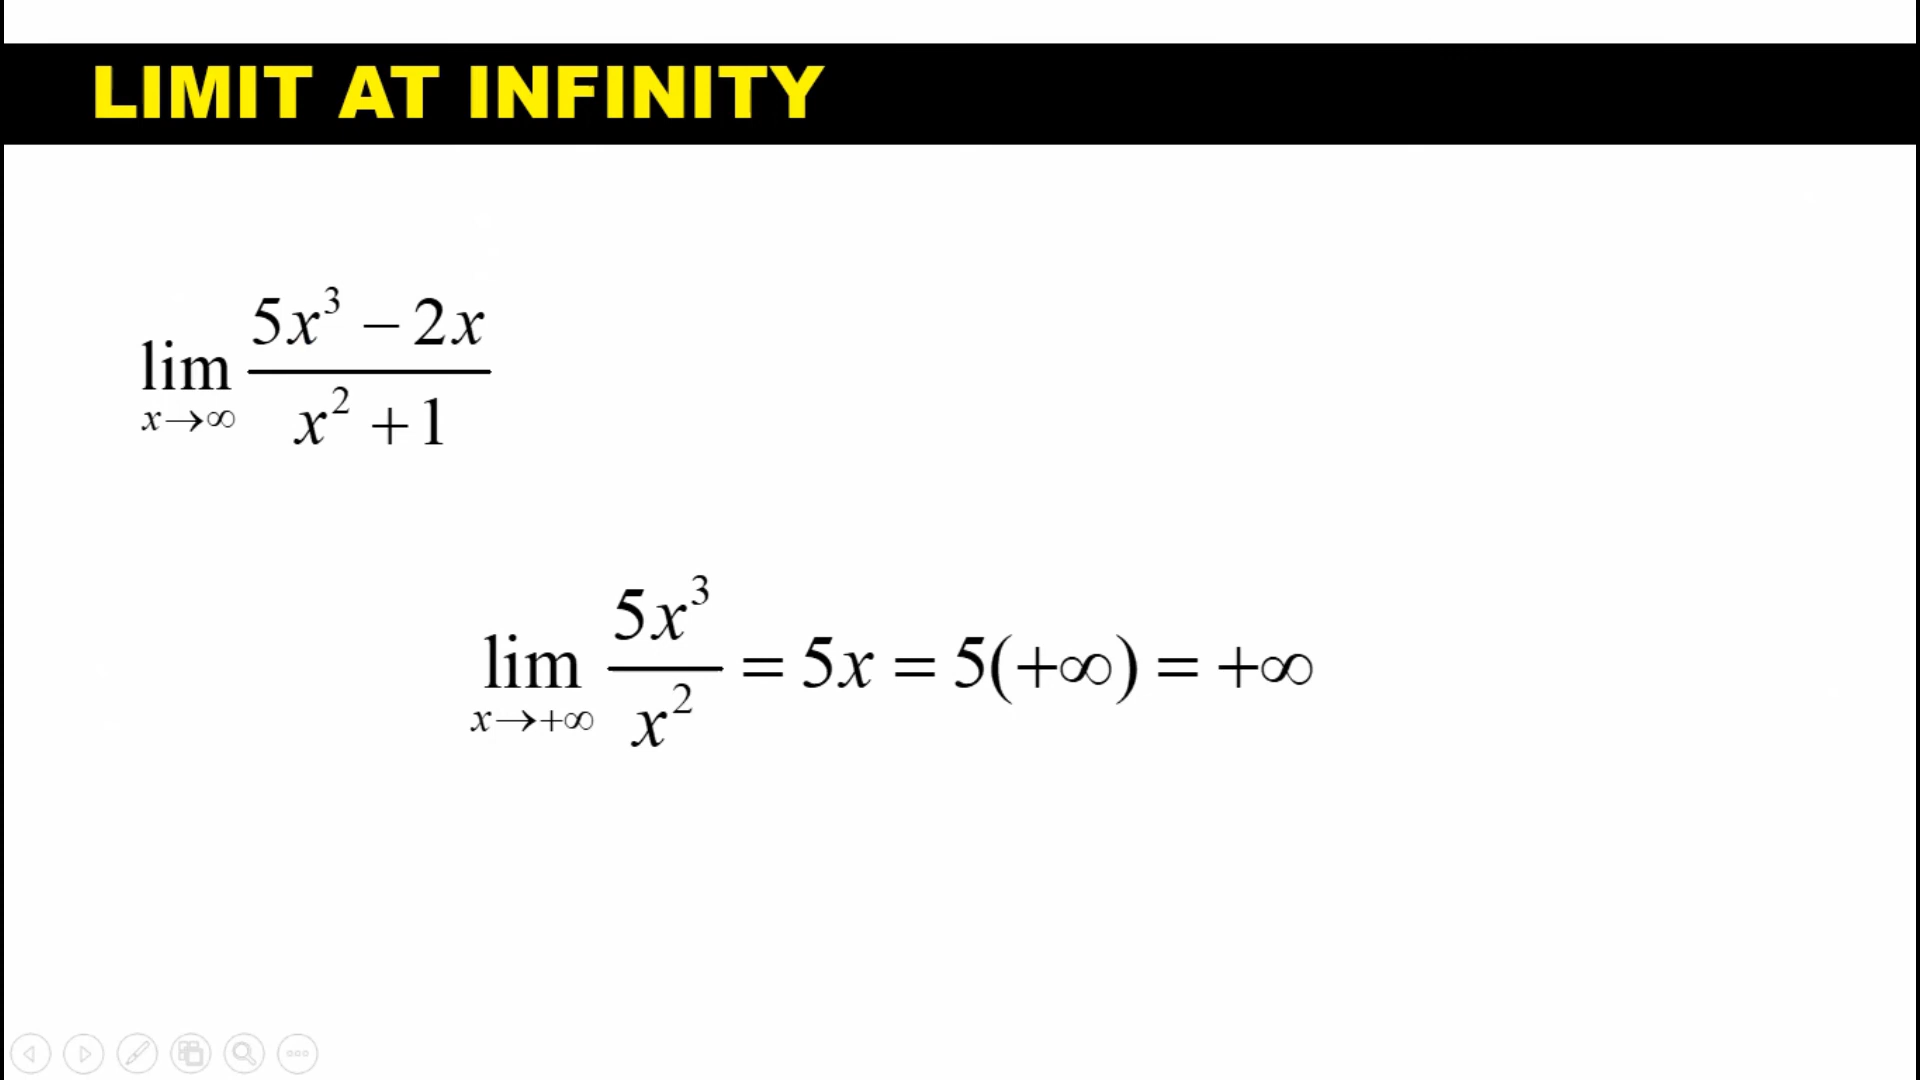 LIMIT AT INFINITY
lim x→∞ (5x³ − 2x)/(x² + 1)
lim x→+∞ 5x³/x² = 5x = 5(+∞) = +∞